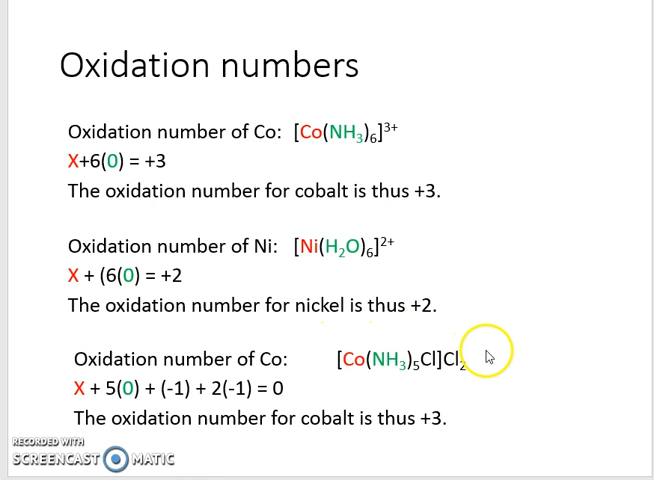 Oxidation numbers
Oxidation number of Co: [Co(NH₃)₆]³⁺
X+6(0) = +3
The oxidation number for cobalt is thus +3.
Oxidation number of Ni: [Ni(H₂O)₆]²⁺
X + (6(0) = +2
The oxidation number for nickel is thus +2.
Oxidation number of Co: [Co(NH₃)₅Cl]Cl₂
X + 5(0) + (-1) + 2(-1) = 0
The oxidation number for cobalt is thus +3.
RECORDED WITH
SCREENCAST MATIC